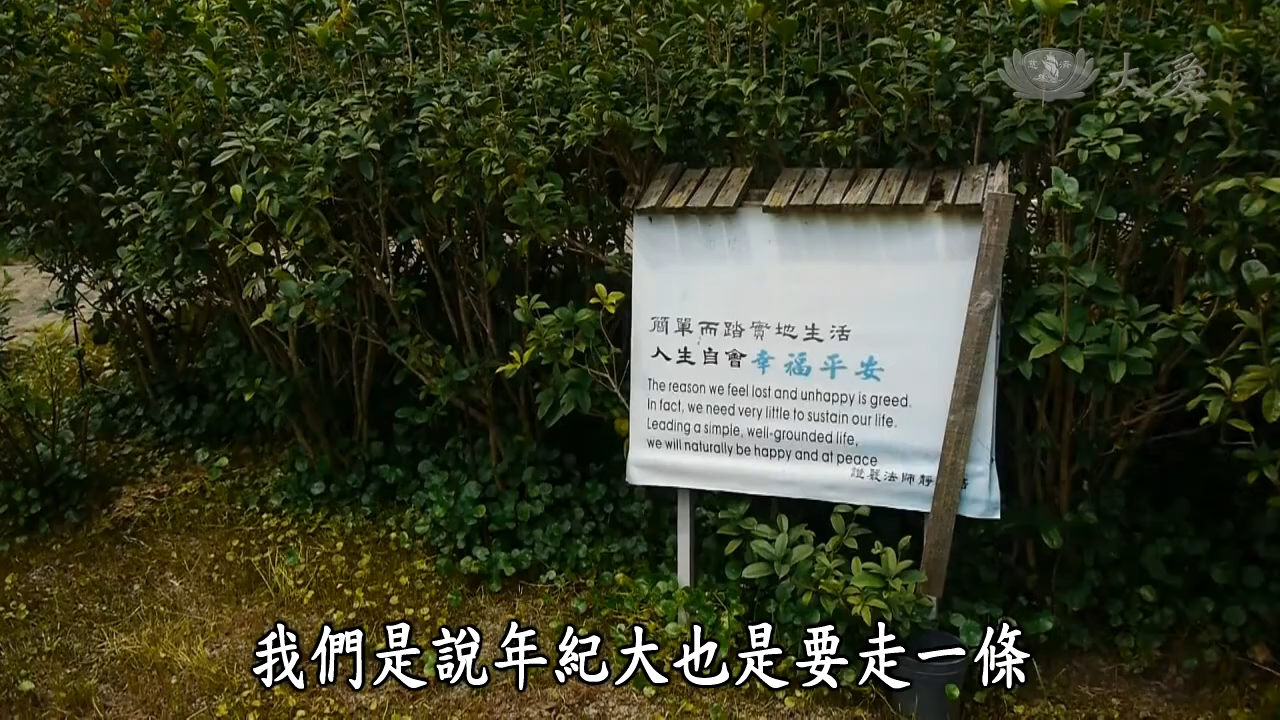 大愛
簡單而踏實地生活
人生自會幸福平安
The reason we feel lost and unhappy is greed.
In fact, we need very little to sustain our life.
Leading a simple, well-grounded life,
we will naturally be happy and at peace
證嚴法師靜
我們是說年紀大也是要走一條